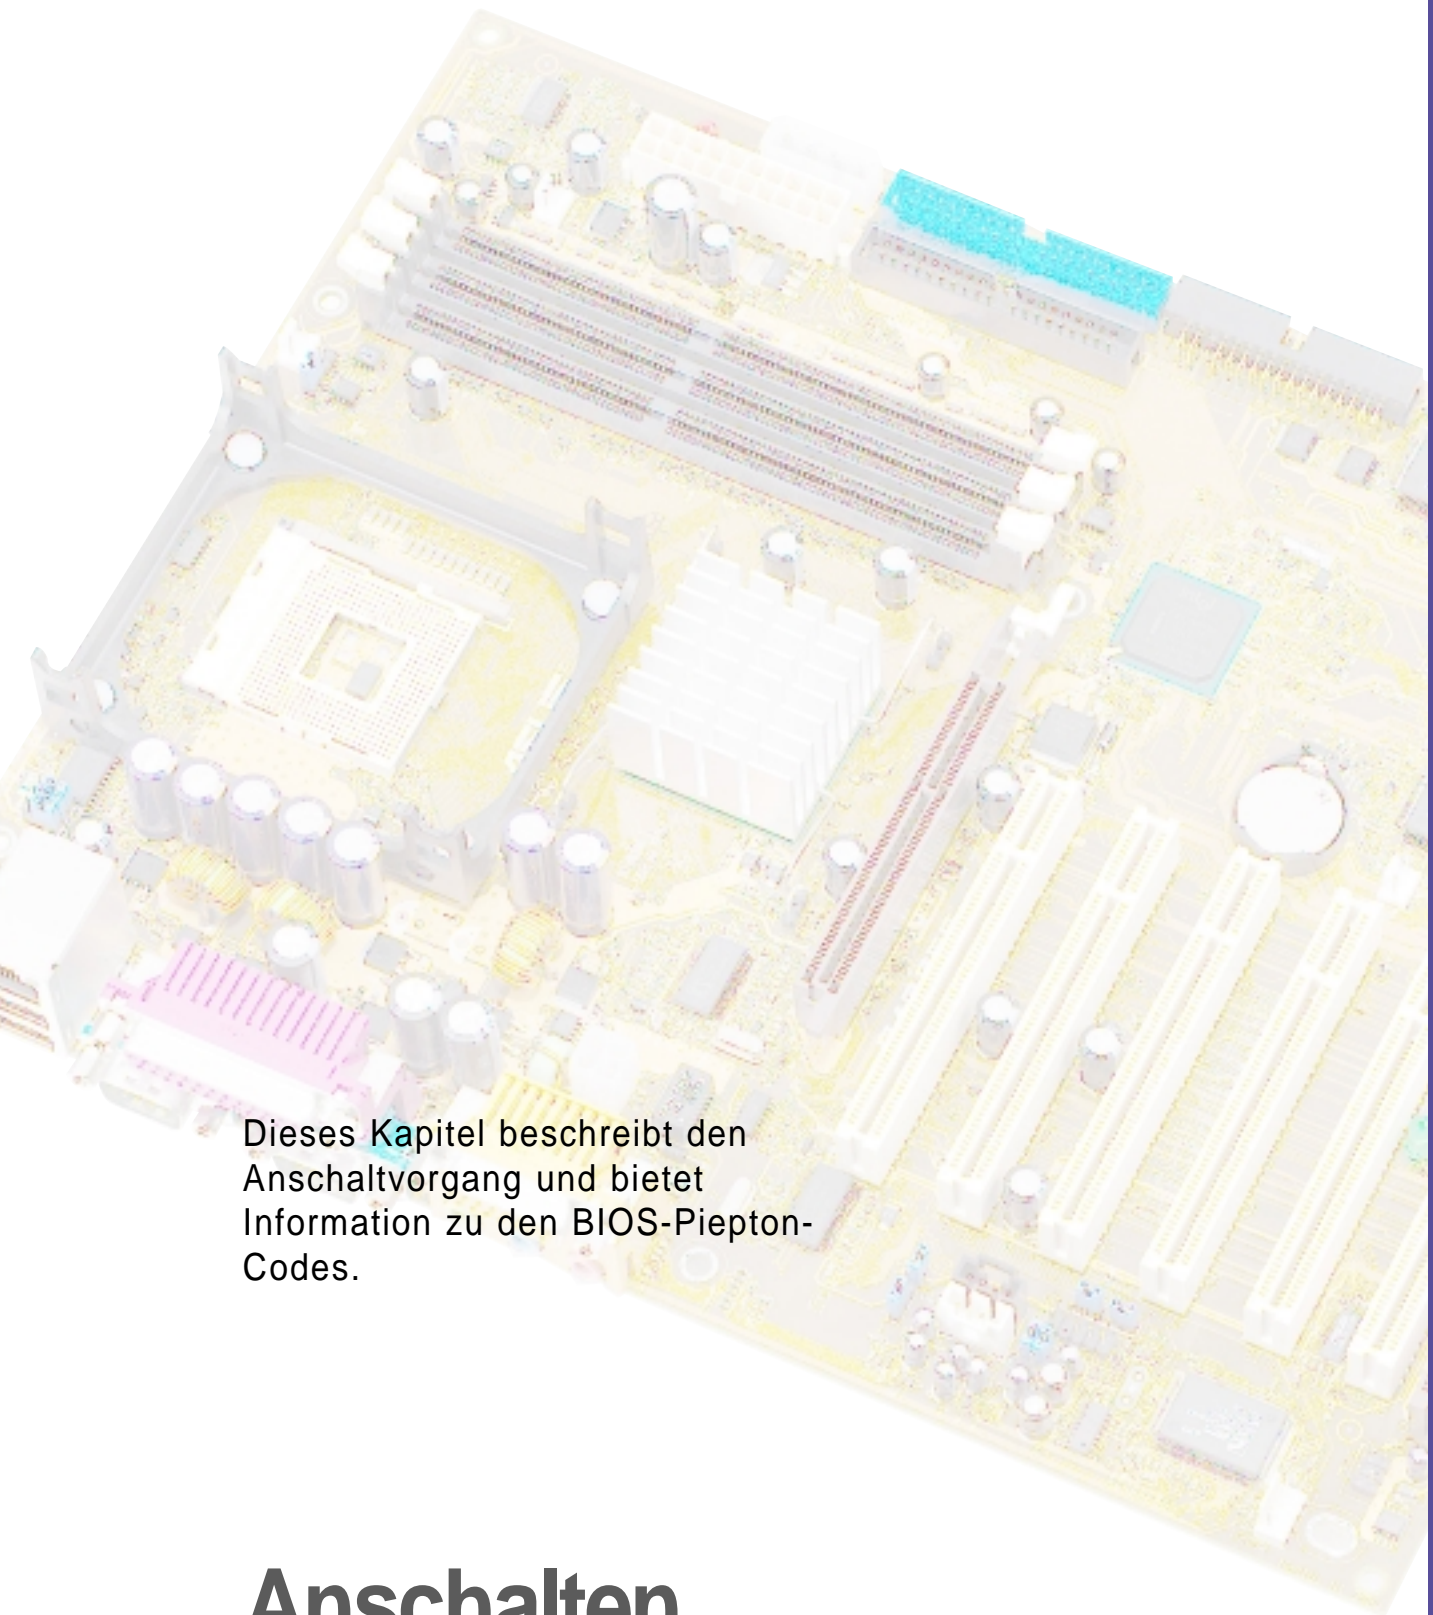 Dieses Kapitel beschreibt den
Anschaltvorgang und bietet
Information zu den BIOS-Piepton-
Codes.
Anschalten